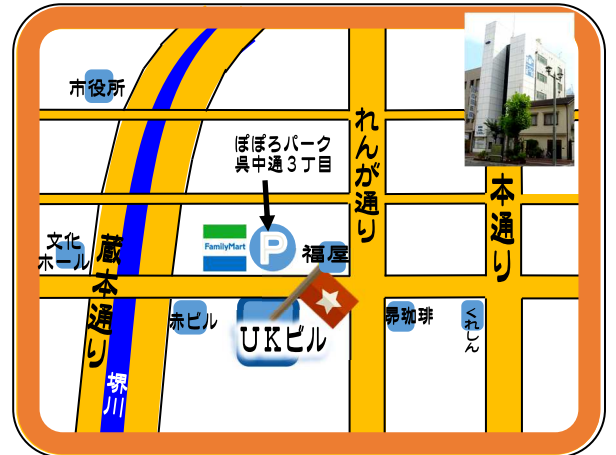 市役所
れんが通り
ぽぽろパーク
呉中通３丁目
本通り
文化
ホール
蔵本通り
FamilyMart
P
福屋
赤ビル
UKビル
昴珈琲
くれしん
堺川